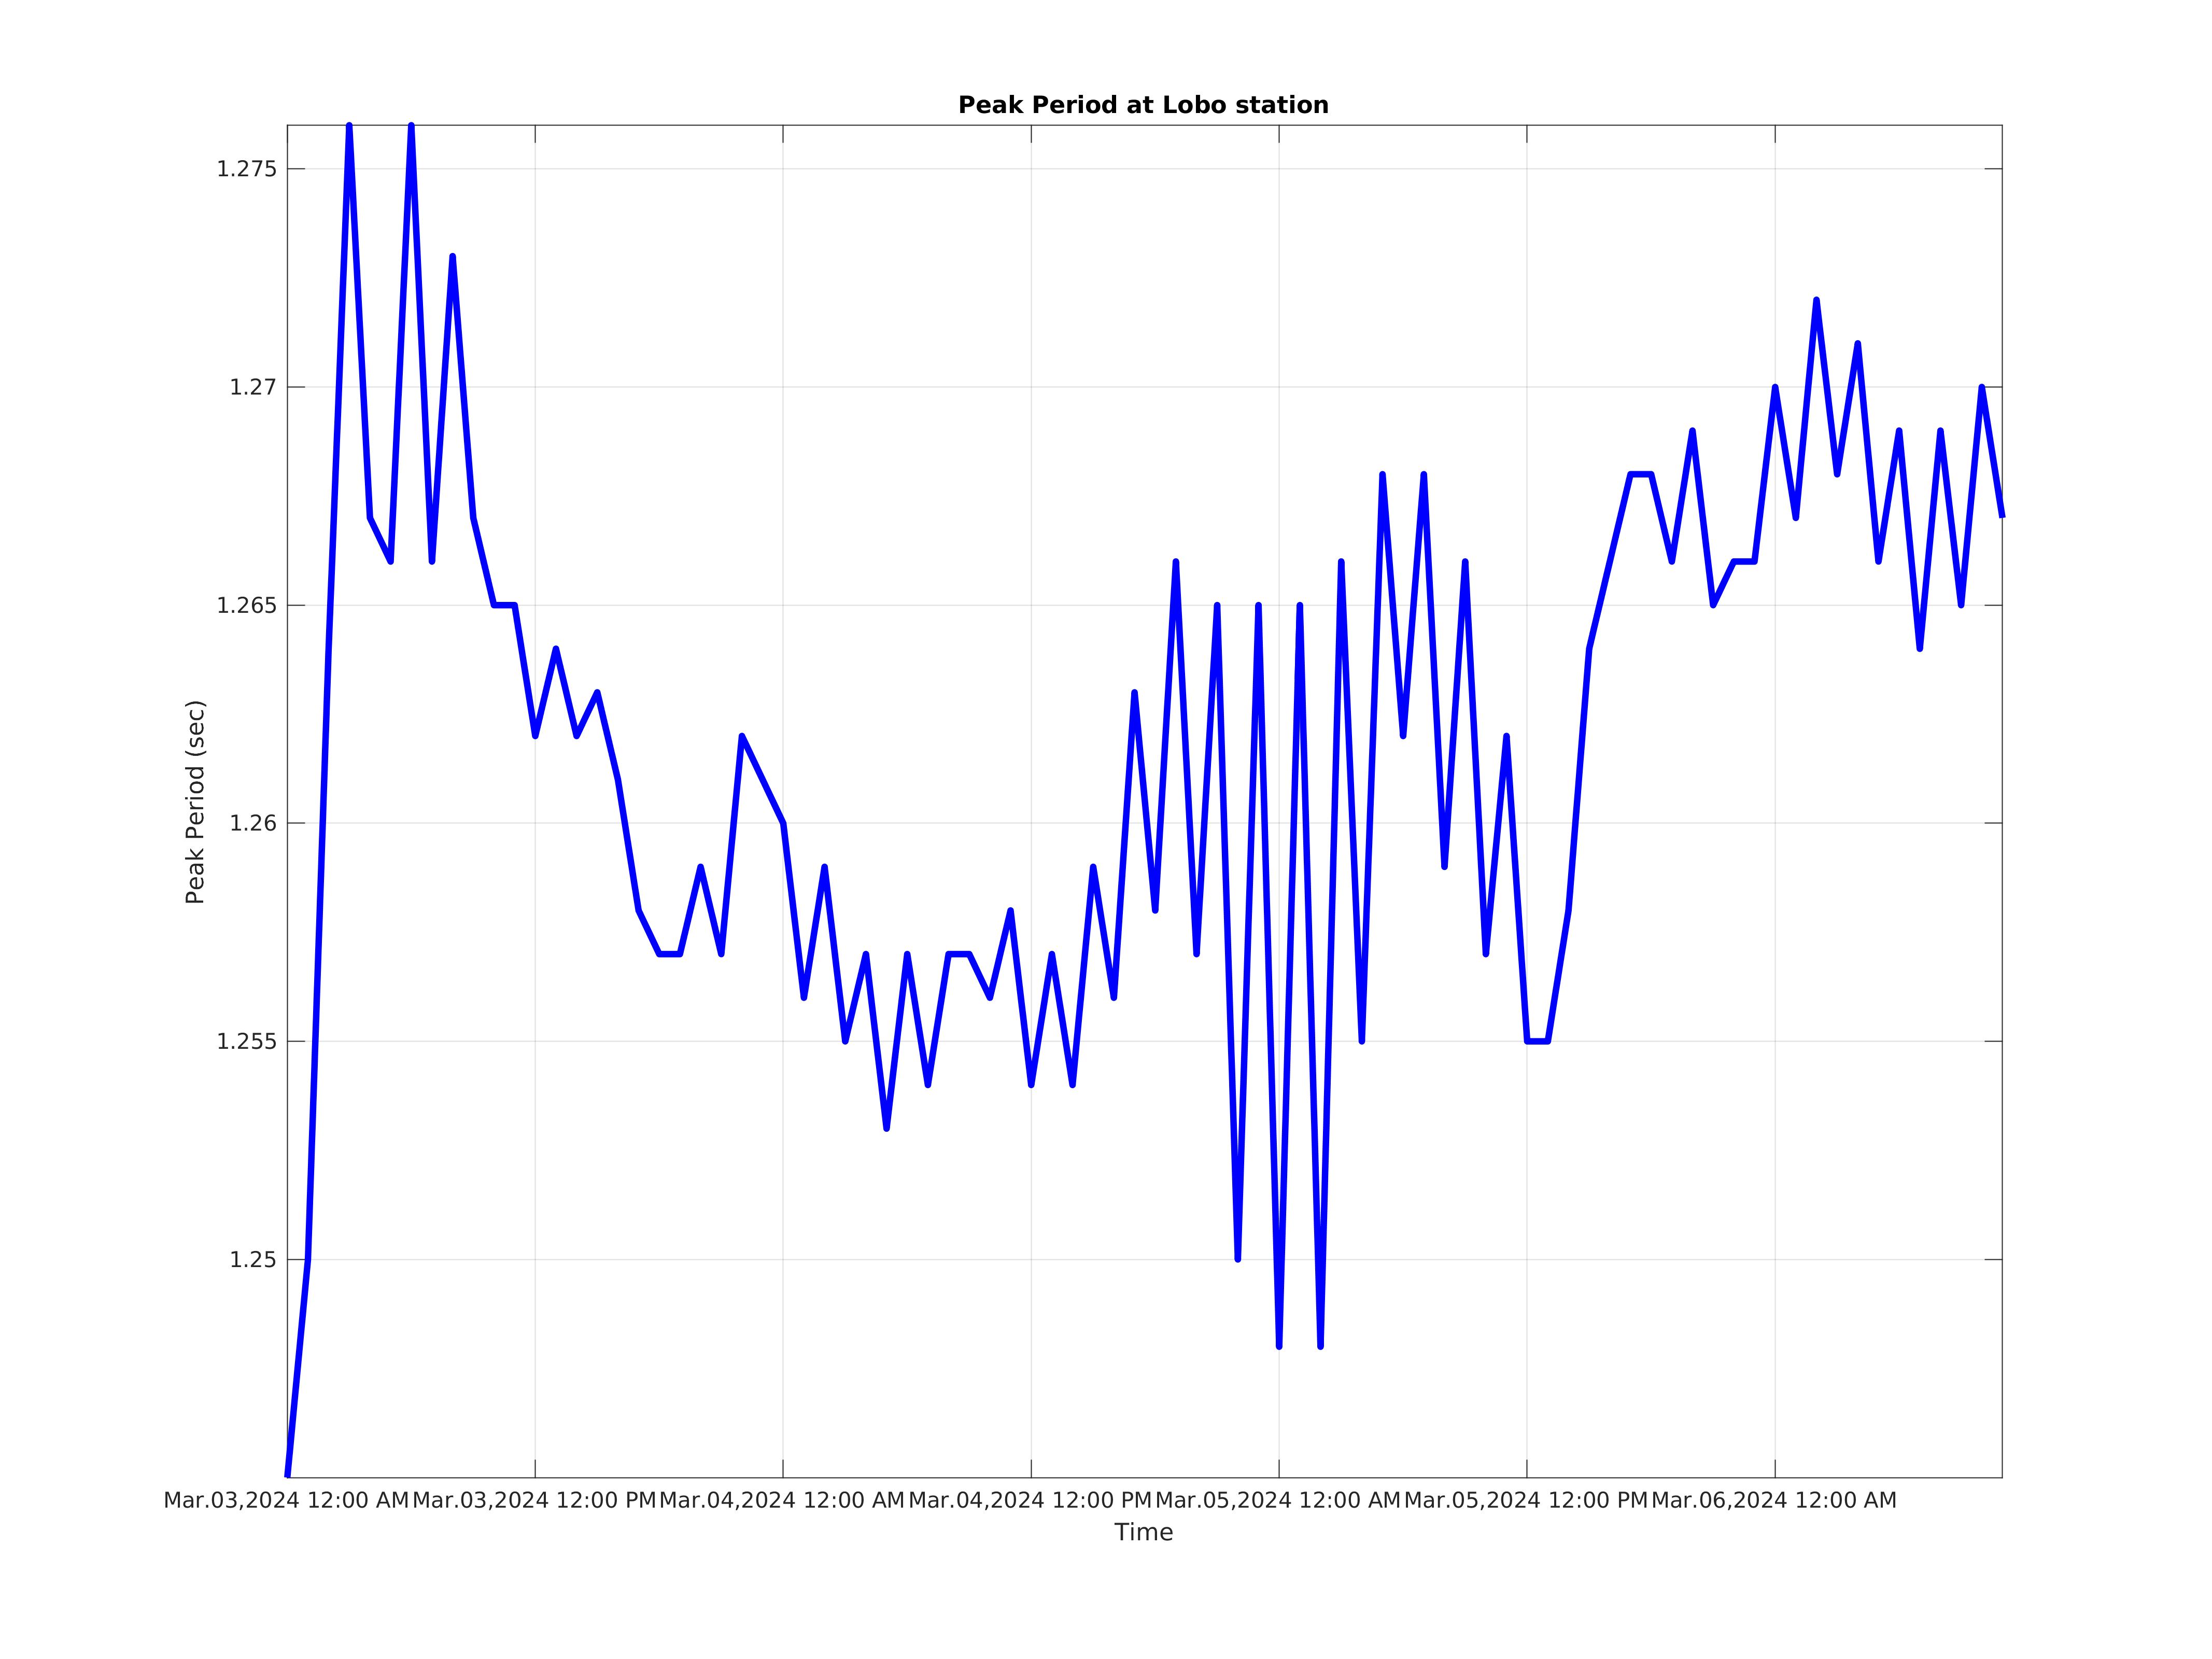 Peak Period at Lobo station
1.275
1.27
1.265
1.26
1.255
1.25
Peak Period (sec)
Mar.03,2024 12:00 AM Mar.03,2024 12:00 PM Mar.04,2024 12:00 AM Mar.04,2024 12:00 PM Mar.05,2024 12:00 AM Mar.05,2024 12:00 PM Mar.06,2024 12:00 AM
Time